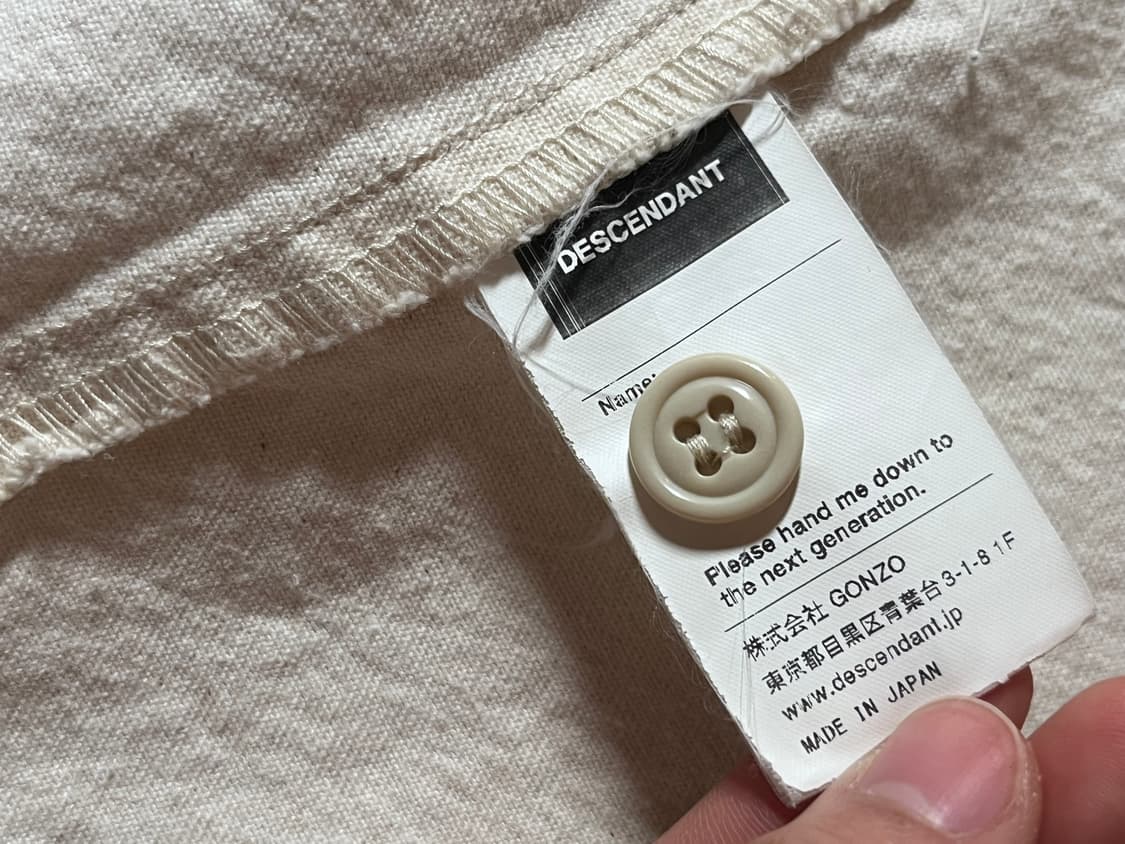 DESCENDANT
Name:
Please hand me down to
the next generation.
株式会社 GONZO
東京都目黒区青葉台3-1-8 1F
www.descendant.jp
MADE IN JAPAN